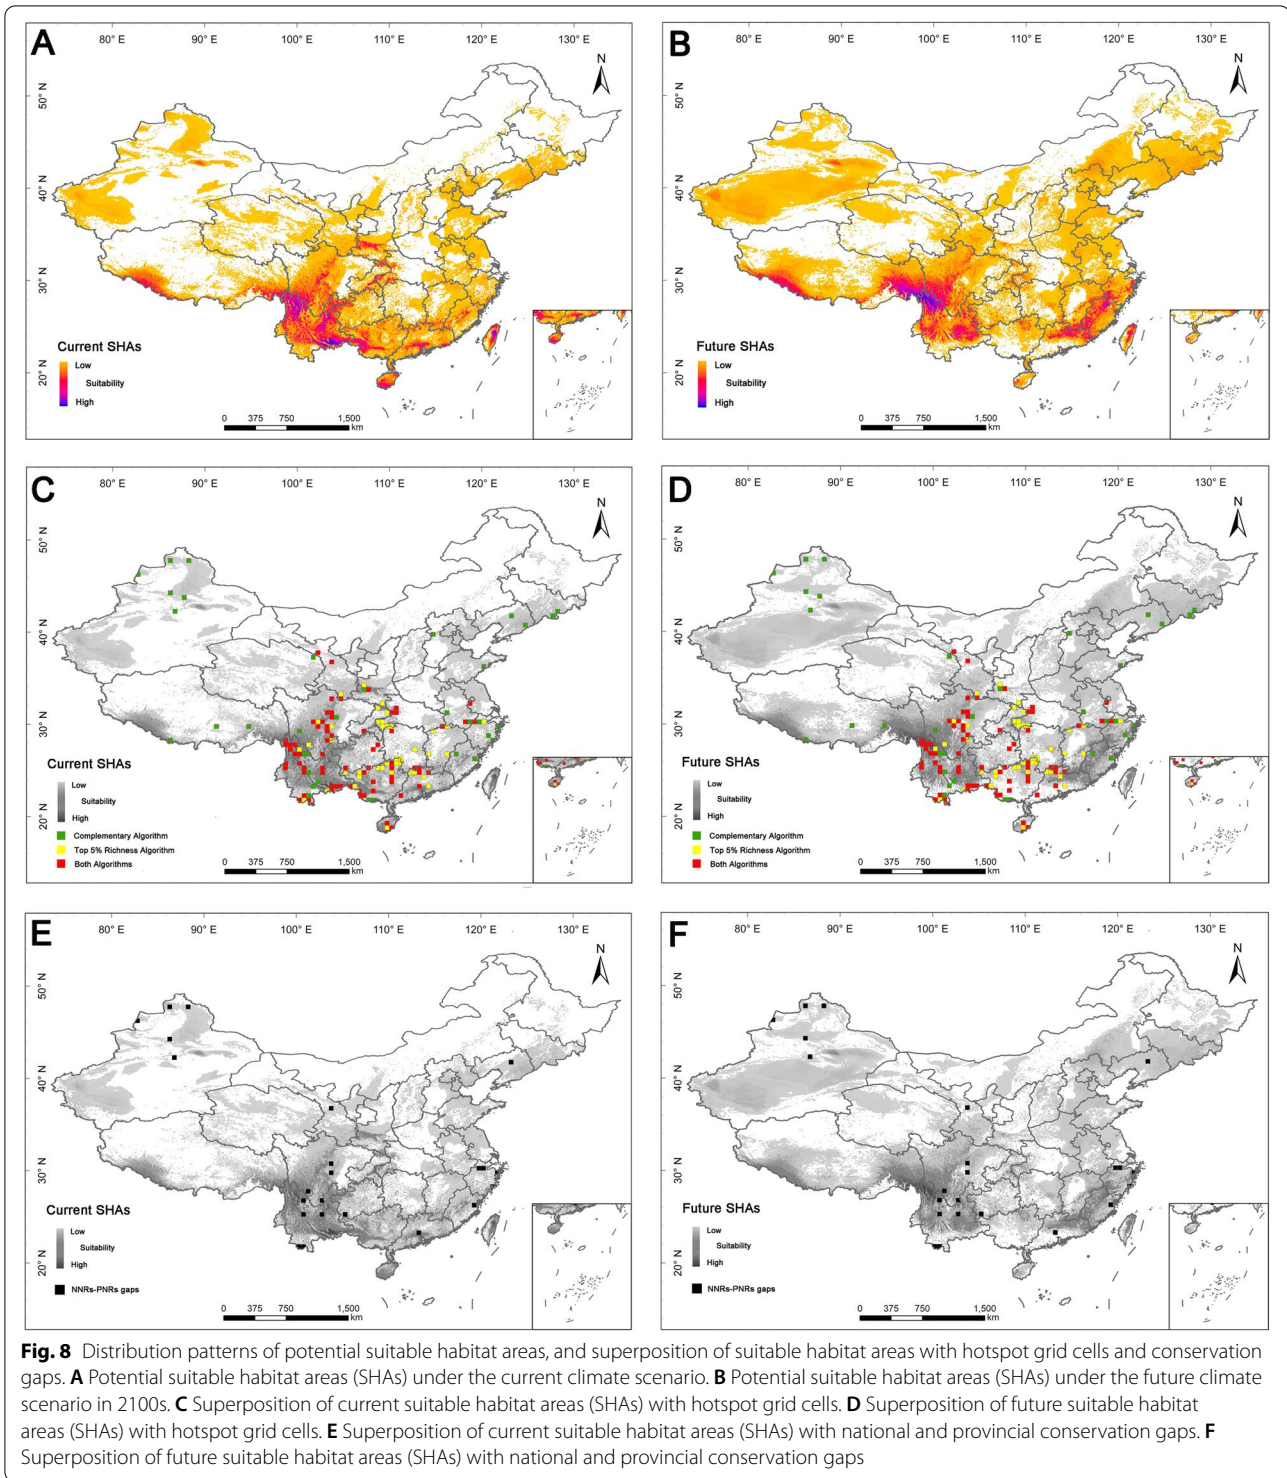 A
80° E 90° E 100° E 110° E 120° E 130° E
50° N
40° N
30° N
20° N
N
Current SHAs
Low
Suitability
High
0 375 750 1,500
km
B
80° E 90° E 100° E 110° E 120° E 130° E
50° N
40° N
30° N
20° N
N
Future SHAs
Low
Suitability
High
0 375 750 1,500
km
C
80° E 90° E 100° E 110° E 120° E 130° E
50° N
40° N
30° N
20° N
N
Current SHAs
Low
Suitability
High
Complementary Algorithm
Top 5% Richness Algorithm
Both Algorithms
0 375 750 1,500
km
D
80° E 90° E 100° E 110° E 120° E 130° E
50° N
40° N
30° N
20° N
N
Future SHAs
Low
Suitability
High
Complementary Algorithm
Top 5% Richness Algorithm
Both Algorithms
0 375 750 1,500
km
E
80° E 90° E 100° E 110° E 120° E 130° E
50° N
40° N
30° N
20° N
N
Current SHAs
Low
Suitability
High
NNRs-PNRs gaps
0 375 750 1,500
km
F
80° E 90° E 100° E 110° E 120° E 130° E
50° N
40° N
30° N
20° N
N
Future SHAs
Low
Suitability
High
NNRs-PNRs gaps
0 375 750 1,500
km
Fig. 8 Distribution patterns of potential suitable habitat areas, and superposition of suitable habitat areas with hotspot grid cells and conservation
gaps. A Potential suitable habitat areas (SHAs) under the current climate scenario. B Potential suitable habitat areas (SHAs) under the future climate
scenario in 2100s. C Superposition of current suitable habitat areas (SHAs) with hotspot grid cells. D Superposition of future suitable habitat
areas (SHAs) with hotspot grid cells. E Superposition of current suitable habitat areas (SHAs) with national and provincial conservation gaps. F
Superposition of future suitable habitat areas (SHAs) with national and provincial conservation gaps